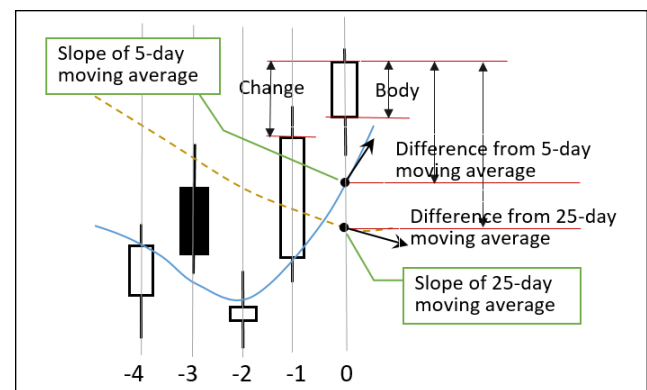 Slope of 5-day
moving average
Change
Body
Difference from 5-day
moving average
Difference from 25-day
moving average
Slope of 25-day
moving average
-4 -3 -2 -1 0